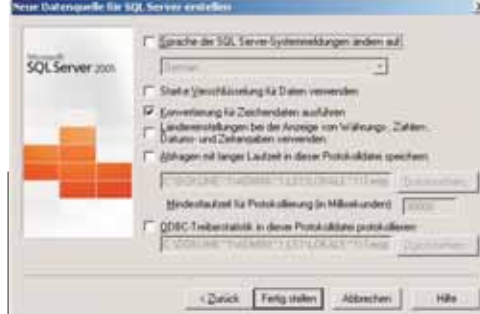 Neue Datenquelle für SQL Server erstellen
Microsoft
SQL Server 2005
Sprache der SQL Server-Systemmeldungen ändern auf:
German
Starke Verschlüsselung für Daten verwenden
Konvertierung für Zeichendaten ausführen
Ländereinstellungen bei der Anzeige von Währungs-, Zahlen-,
Datums- und Zeitangaben verwenden.
Abfragen mit langer Laufzeit in dieser Protokolldatei speichern:
Durchsuchen...
Mindestlaufzeit für Protokollierung (in Millisekunden):
30000
ODBC-Treiberstatistik in dieser Protokolldatei protokollieren:
Durchsuchen...
< Zurück
Fertig stellen
Abbrechen
Hilfe